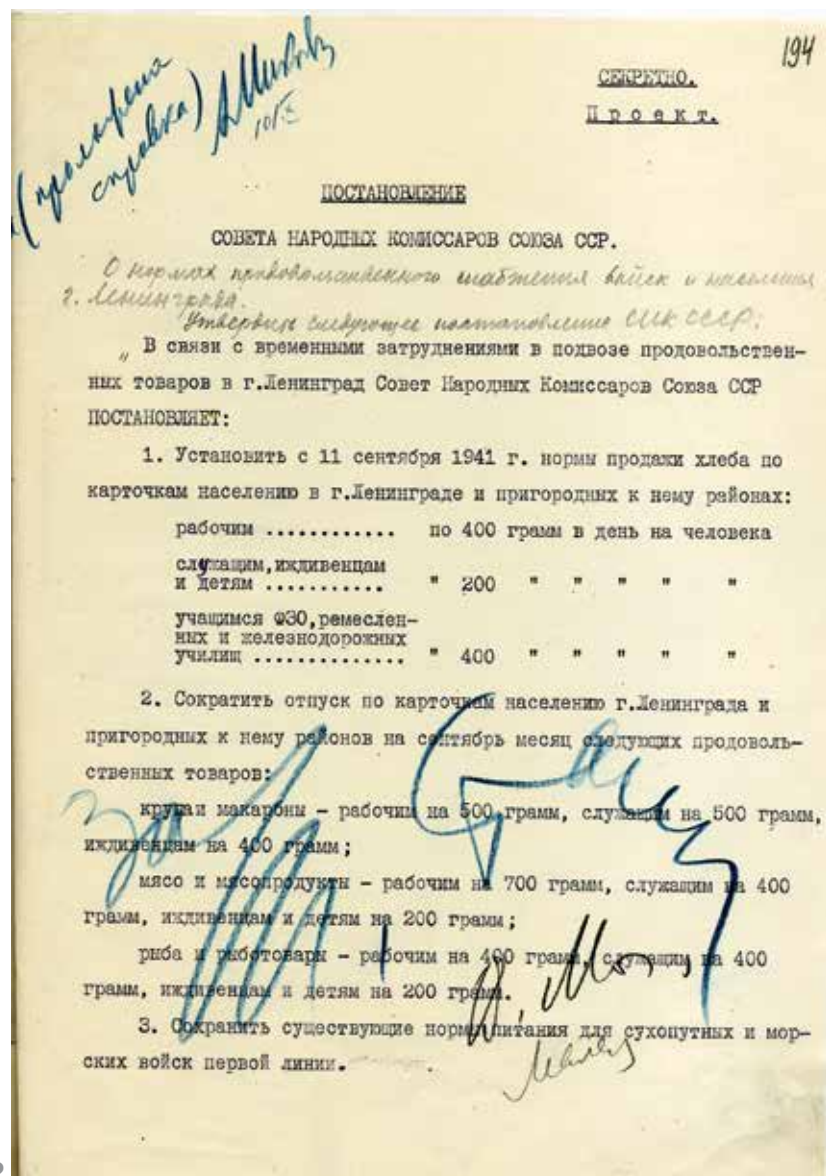 194
СЕКРЕТНО.
Проект.
справка)
ПОСТАНОВЛЕНИЕ
СОВЕТА НАРОДНЫХ КОМИССАРОВ СОЮЗА ССР.
О нормах продовольственного снабжения войск и населения
г. Ленинграда.
Утвердить следующее постановление СНК СССР:
„ В связи с временными затруднениями в подвозе продовольствен-
ных товаров в г.Ленинград Совет Народных Комиссаров Союза ССР
ПОСТАНОВЛЯЕТ:
1. Установить с 11 сентября 1941 г. нормы продажи хлеба по
карточкам населению в г.Ленинграде и пригородных к нему районах:
рабочим ............ по 400 грамм в день на человека
служащим,иждивенцам
и детям ........... " 200 " " " " "
учащимся ФЗО,ремеслен-
ных и железнодорожных
училищ .............. " 400 " " " " "
2. Сократить отпуск по карточкам населению г.Ленинграда и
пригородных к нему районов на сентябрь месяц следующих продоволь-
ственных товаров:
крупаи макароны - рабочим на 500 грамм, служащим на 500 грамм,
иждивенцам на 400 грамм;
мясо и мясопродукты - рабочим на 700 грамм, служащим на 400
грамм, иждивенцам и детям на 200 грамм;
рыба и рыботовары - рабочим на 400 грамм, служащим на 400
грамм, иждивенцам и детям на 200 грамм.
3. Сохранить существующие нормы питания для сухопутных и мор-
ских войск первой линии.